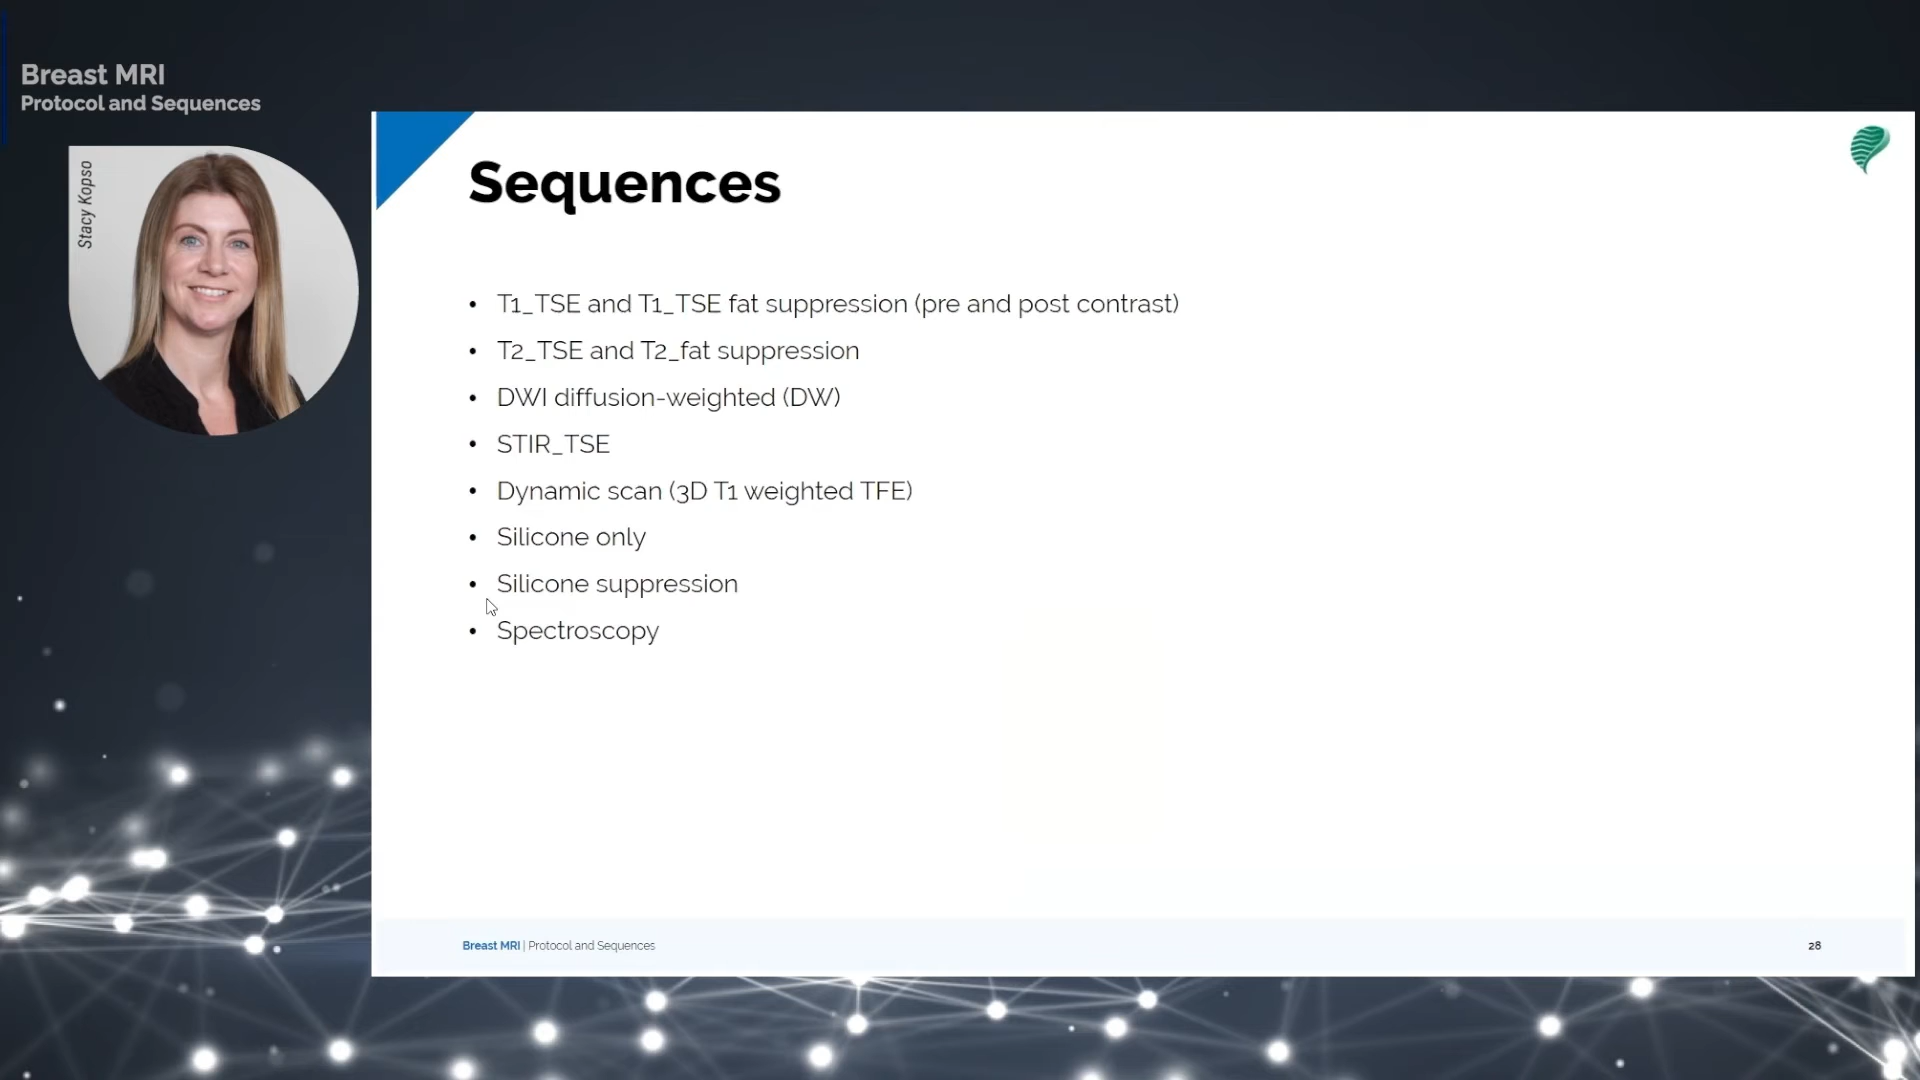 Breast MRI
Protocol and Sequences
Stacy Kopso
Sequences
• T1_TSE and T1_TSE fat suppression (pre and post contrast)
• T2_TSE and T2_fat suppression
• DWI diffusion-weighted (DW)
• STIR_TSE
• Dynamic scan (3D T1 weighted TFE)
• Silicone only
• Silicone suppression
• Spectroscopy
Breast MRI | Protocol and Sequences
28